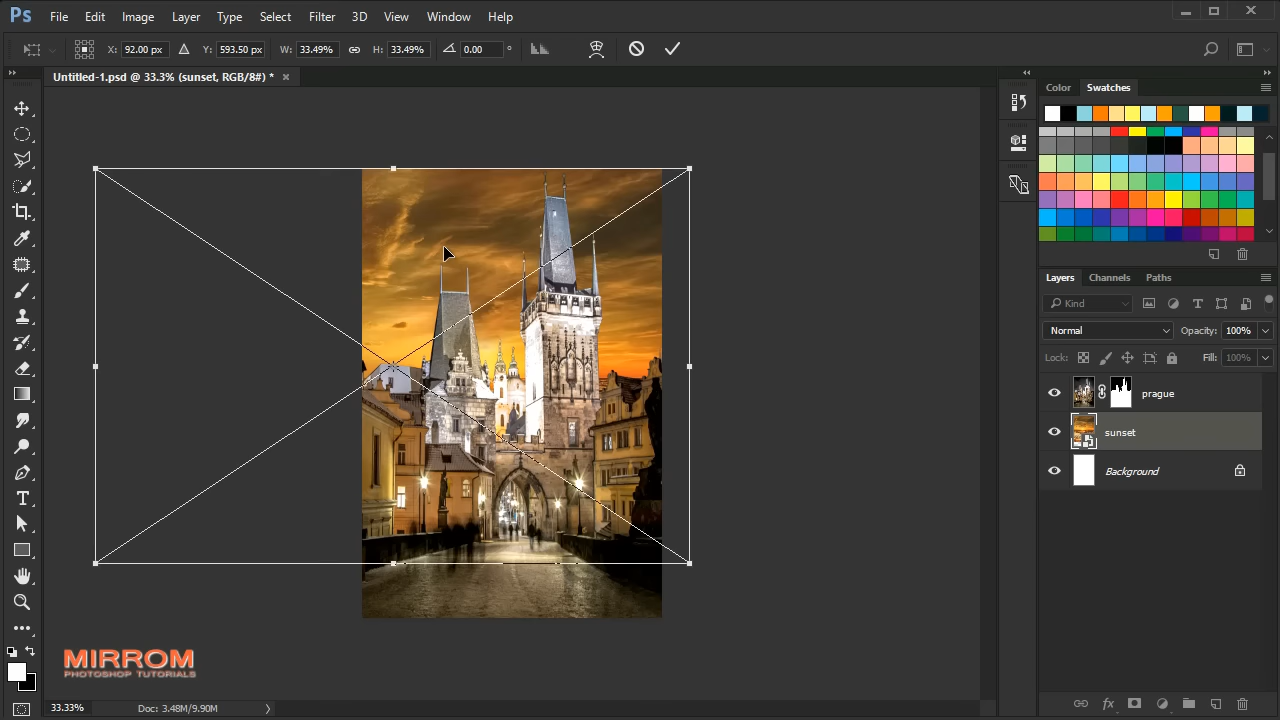 Ps File Edit Image Layer Type Select Filter 3D View Window Help
X: 92.00 px Y: 593.50 px W: 33.49% H: 33.49% 0.00 °
Untitled-1.psd @ 33.3% (sunset, RGB/8#) * ×
Color Swatches
Layers Channels Paths
Kind
Normal Opacity: 100%
Lock: Fill: 100%
prague
sunset
Background
fx
MIRROM
PHOTOSHOP TUTORIALS
33.33% Doc: 3.48M/9.90M